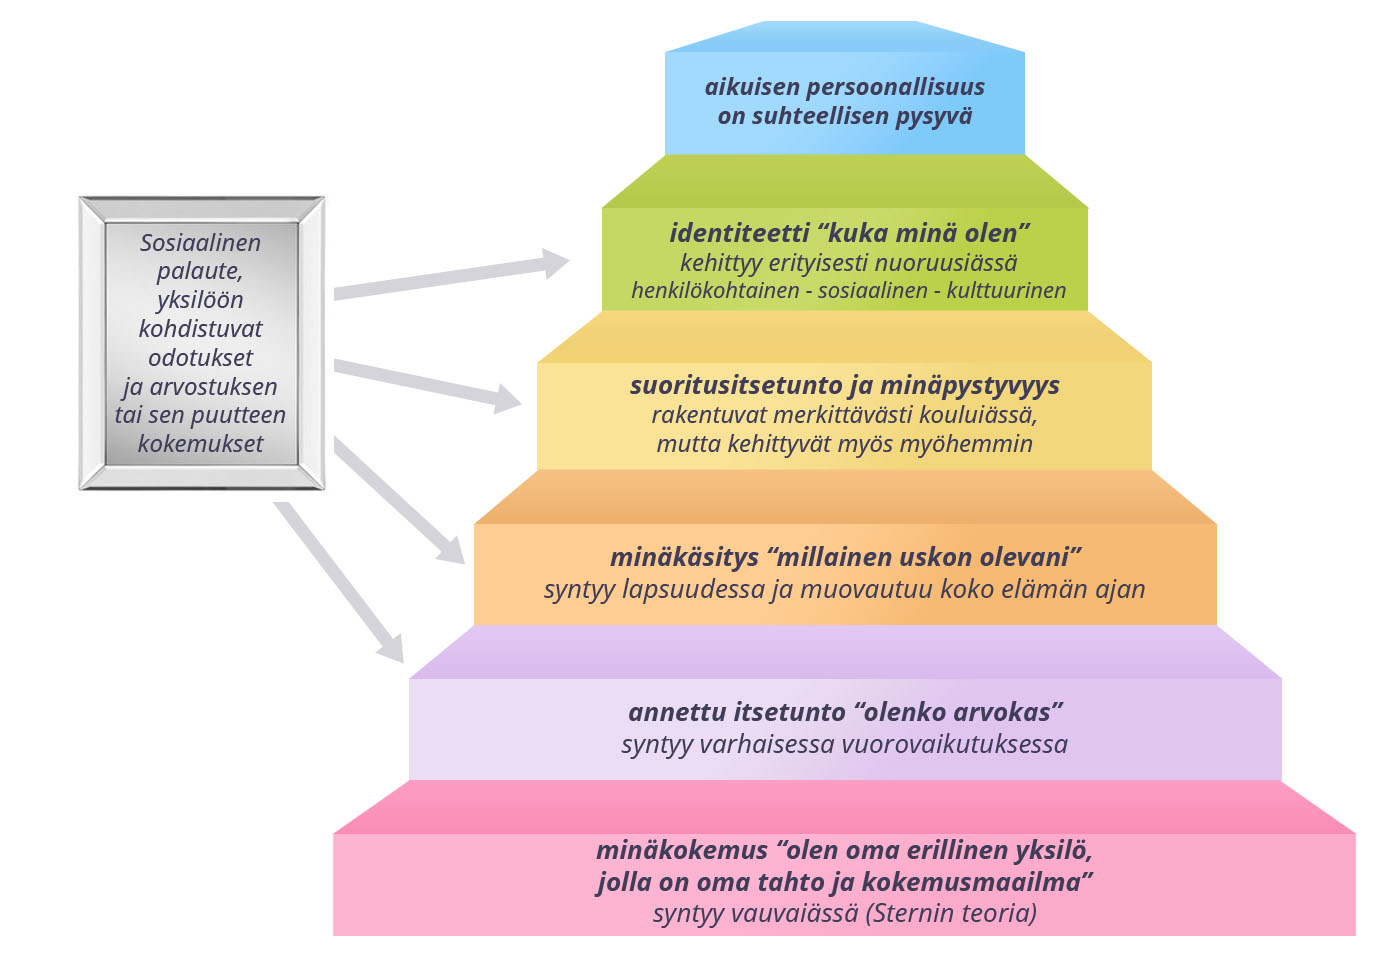 aikuisen persoonallisuus
on suhteellisen pysyvä
identiteetti “kuka minä olen”
kehittyy erityisesti nuoruusiässä
henkilökohtainen - sosiaalinen - kulttuurinen
Sosiaalinen
palaute,
yksilöön
kohdistuvat
odotukset
ja arvostuksen
tai sen puutteen
kokemukset
suoritusitsetunto ja minäpystyvyys
rakentuvat merkittävästi kouluiässä,
mutta kehittyvät myös myöhemmin
minäkäsitys “millainen uskon olevani”
syntyy lapsuudessa ja muovautuu koko elämän ajan
annettu itsetunto “olenko arvokas”
syntyy varhaisessa vuorovaikutuksessa
minäkokemus “olen oma erillinen yksilö,
jolla on oma tahto ja kokemusmaailma”
syntyy vauvaiässä (Sternin teoria)